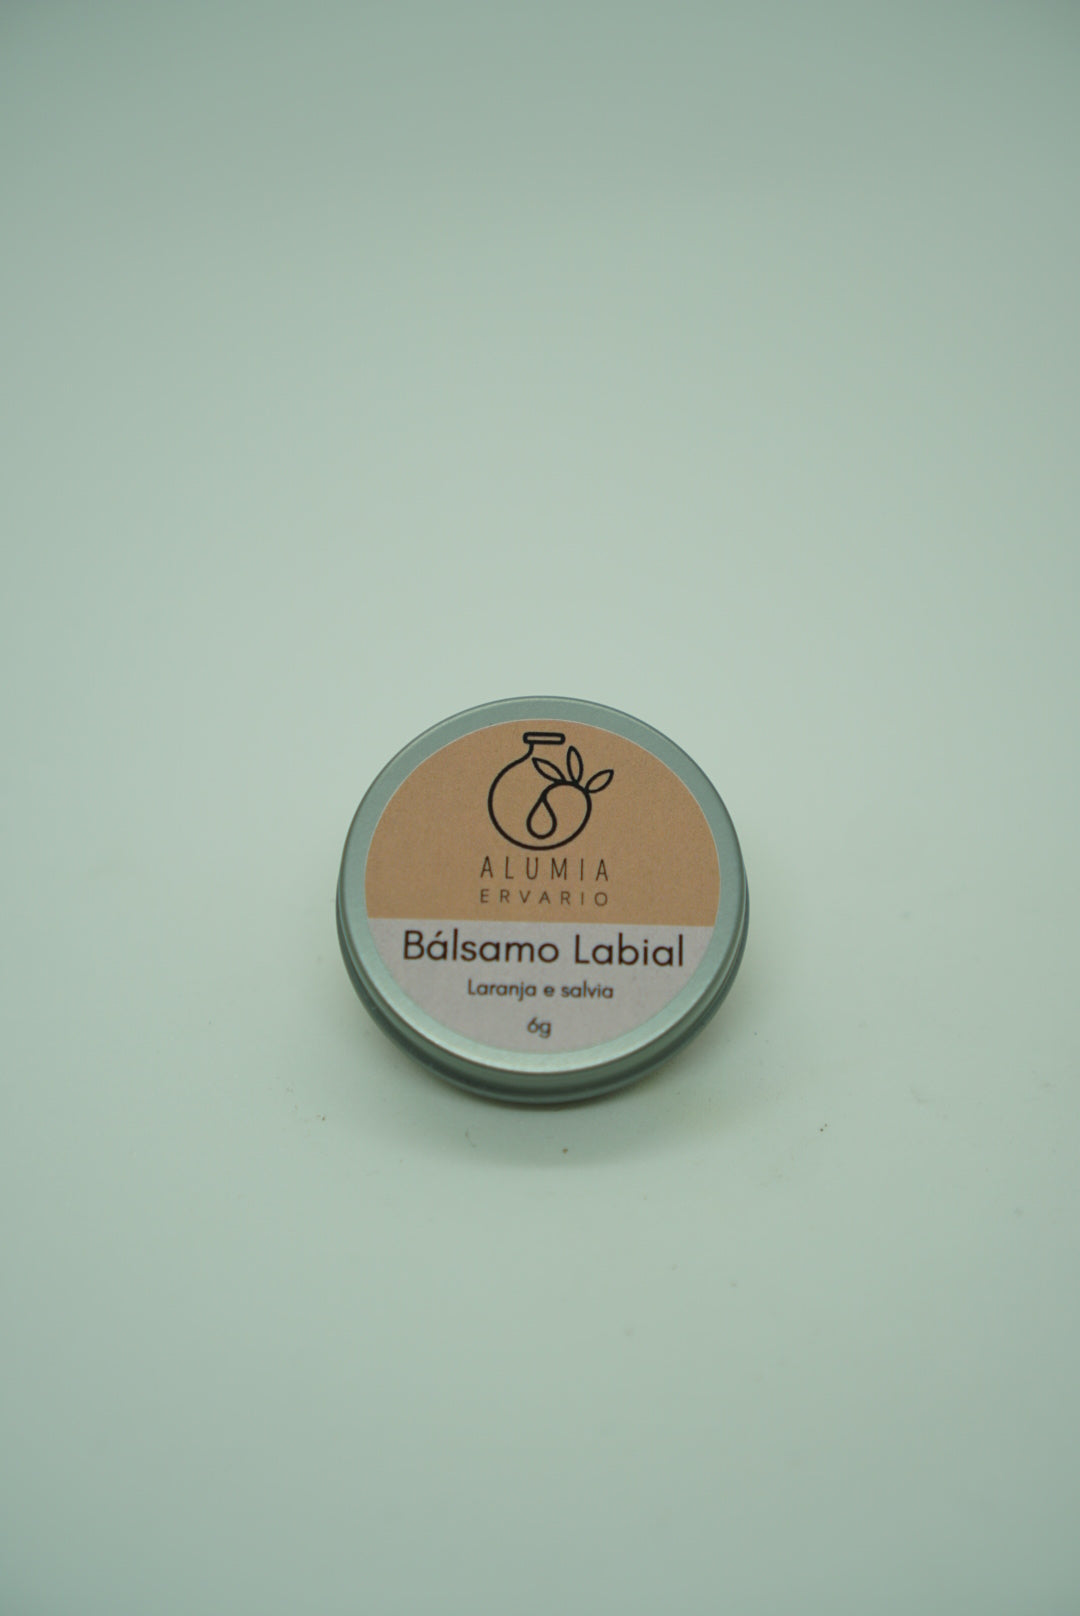 ALUMIA
ERVARIO
Bálsamo Labial
Laranja e salvia
6g